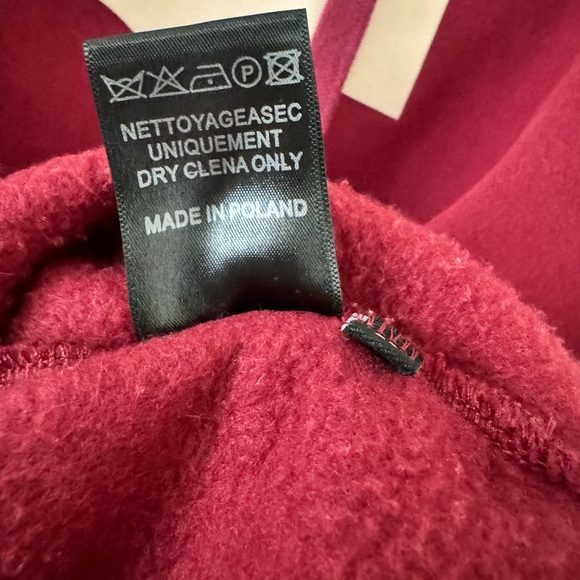 P
NETTOYAGEASEC
UNIQUEMENT
DRY CLENA ONLY
MADE IN POLAND